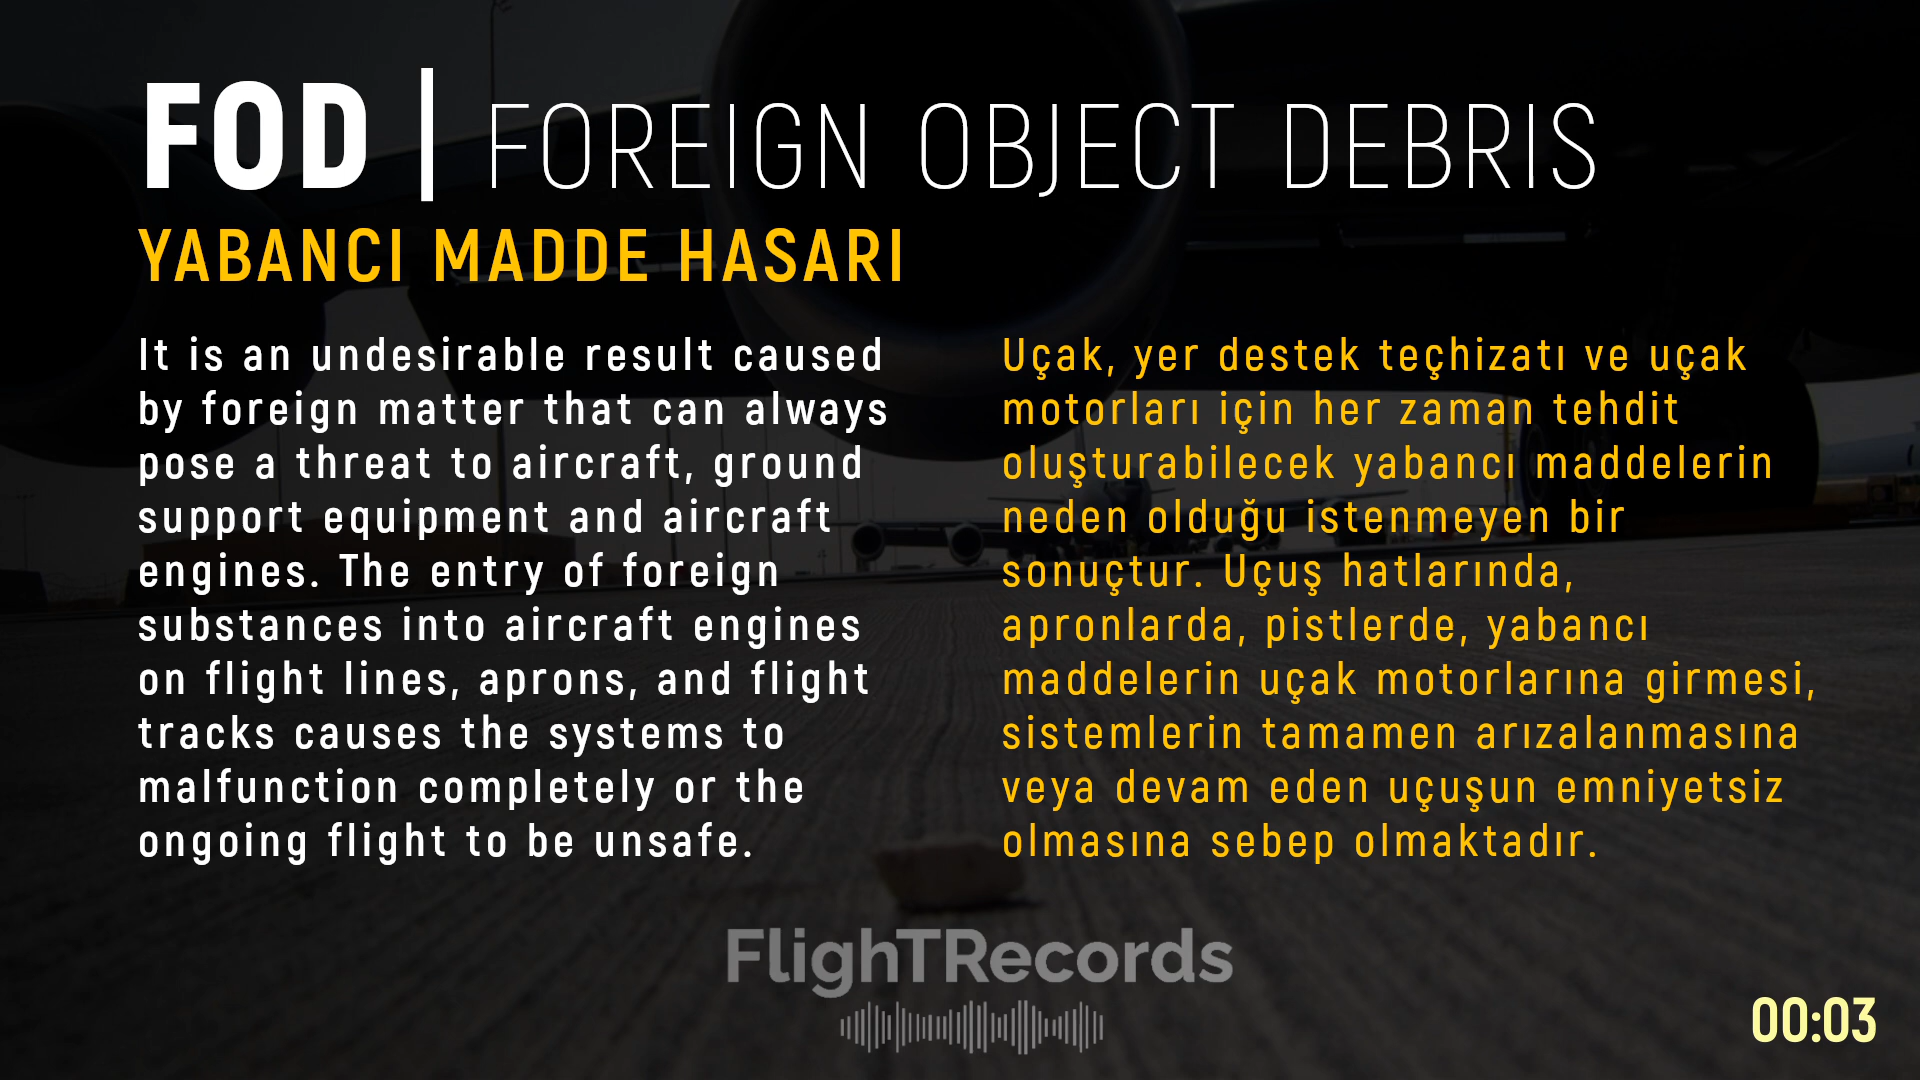 FOD | FOREIGN OBJECT DEBRIS
YABANCI MADDE HASARI
It is an undesirable result caused
by foreign matter that can always
pose a threat to aircraft, ground
support equipment and aircraft
engines. The entry of foreign
substances into aircraft engines
on flight lines, aprons, and flight
tracks causes the systems to
malfunction completely or the
ongoing flight to be unsafe.
Uçak, yer destek teçhizatı ve uçak
motorları için her zaman tehdit
oluşturabilecek yabancı maddelerin
neden olduğu istenmeyen bir
sonuçtur. Uçuş hatlarında,
apronlarda, pistlerde, yabancı
maddelerin uçak motorlarına girmesi,
sistemlerin tamamen arızalanmasına
veya devam eden uçuşun emniyetsiz
olmasına sebep olmaktadır.
FlighTRecords
00:03